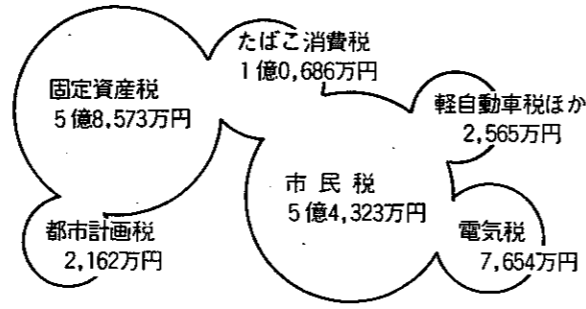 たばこ消費税
1億0,686万円
固定資産税
5億8,573万円
軽自動車税ほか
2,565万円
市民税
5億4,323万円
都市計画税
2,162万円
電気税
7,654万円